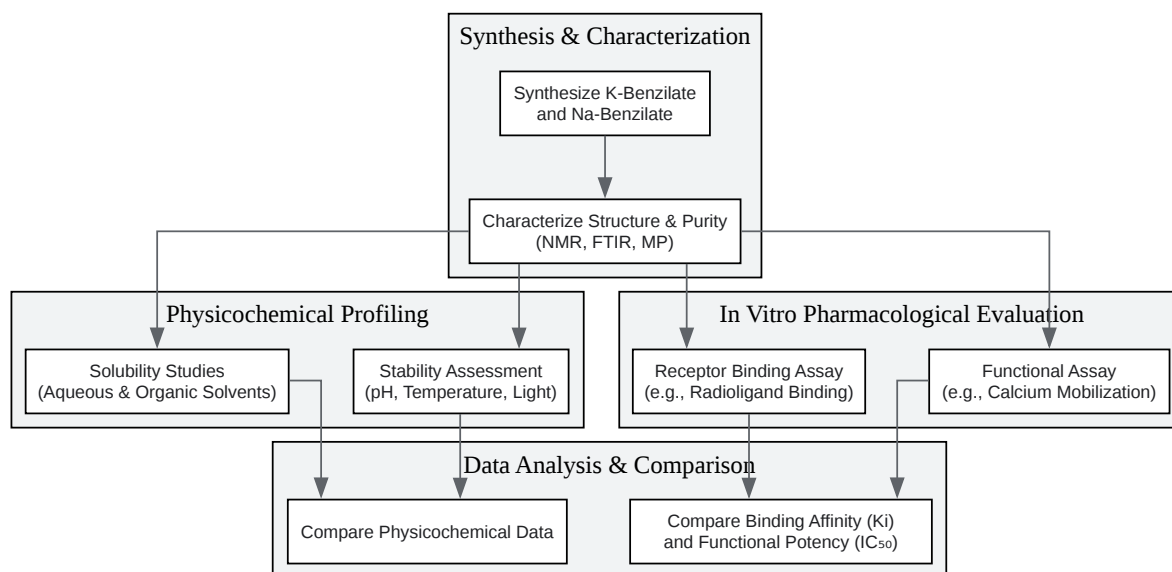 Synthesis & Characterization
Synthesize K-Benzilate
and Na-Benzilate
Characterize Structure & Purity
(NMR, FTIR, MP)
Physicochemical Profiling
Solubility Studies
(Aqueous & Organic Solvents)
Stability Assessment
(pH, Temperature, Light)
In Vitro Pharmacological Evaluation
Receptor Binding Assay
(e.g., Radioligand Binding)
Functional Assay
(e.g., Calcium Mobilization)
Data Analysis & Comparison
Compare Physicochemical Data
Compare Binding Affinity (Ki)
and Functional Potency (IC₅₀)